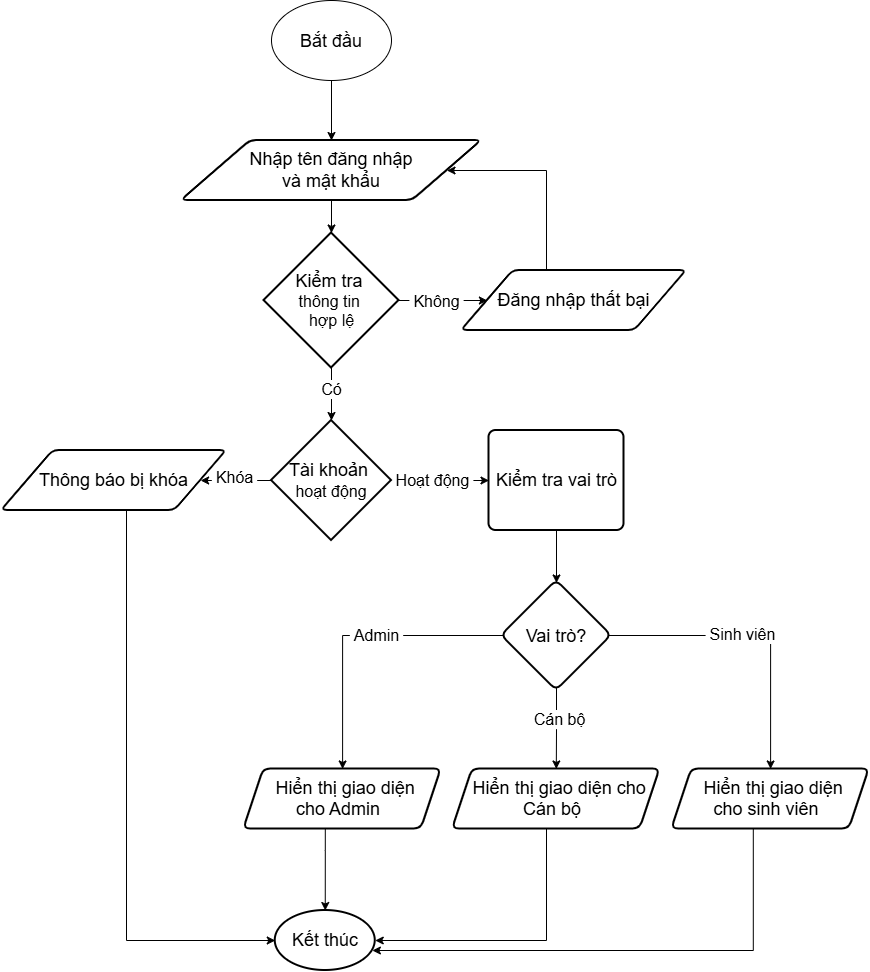 Bắt đầu
Nhập tên đăng nhập
và mật khẩu
Kiểm tra
thông tin
hợp lệ
Không
Đăng nhập thất bại
Có
Thông báo bị khóa
Khóa
Tài khoản
hoạt động
Hoạt động
Kiểm tra vai trò
Admin
Vai trò?
Sinh viên
Cán bộ
Hiển thị giao diện
cho Admin
Hiển thị giao diện cho
Cán bộ
Hiển thị giao diện
cho sinh viên
Kết thúc